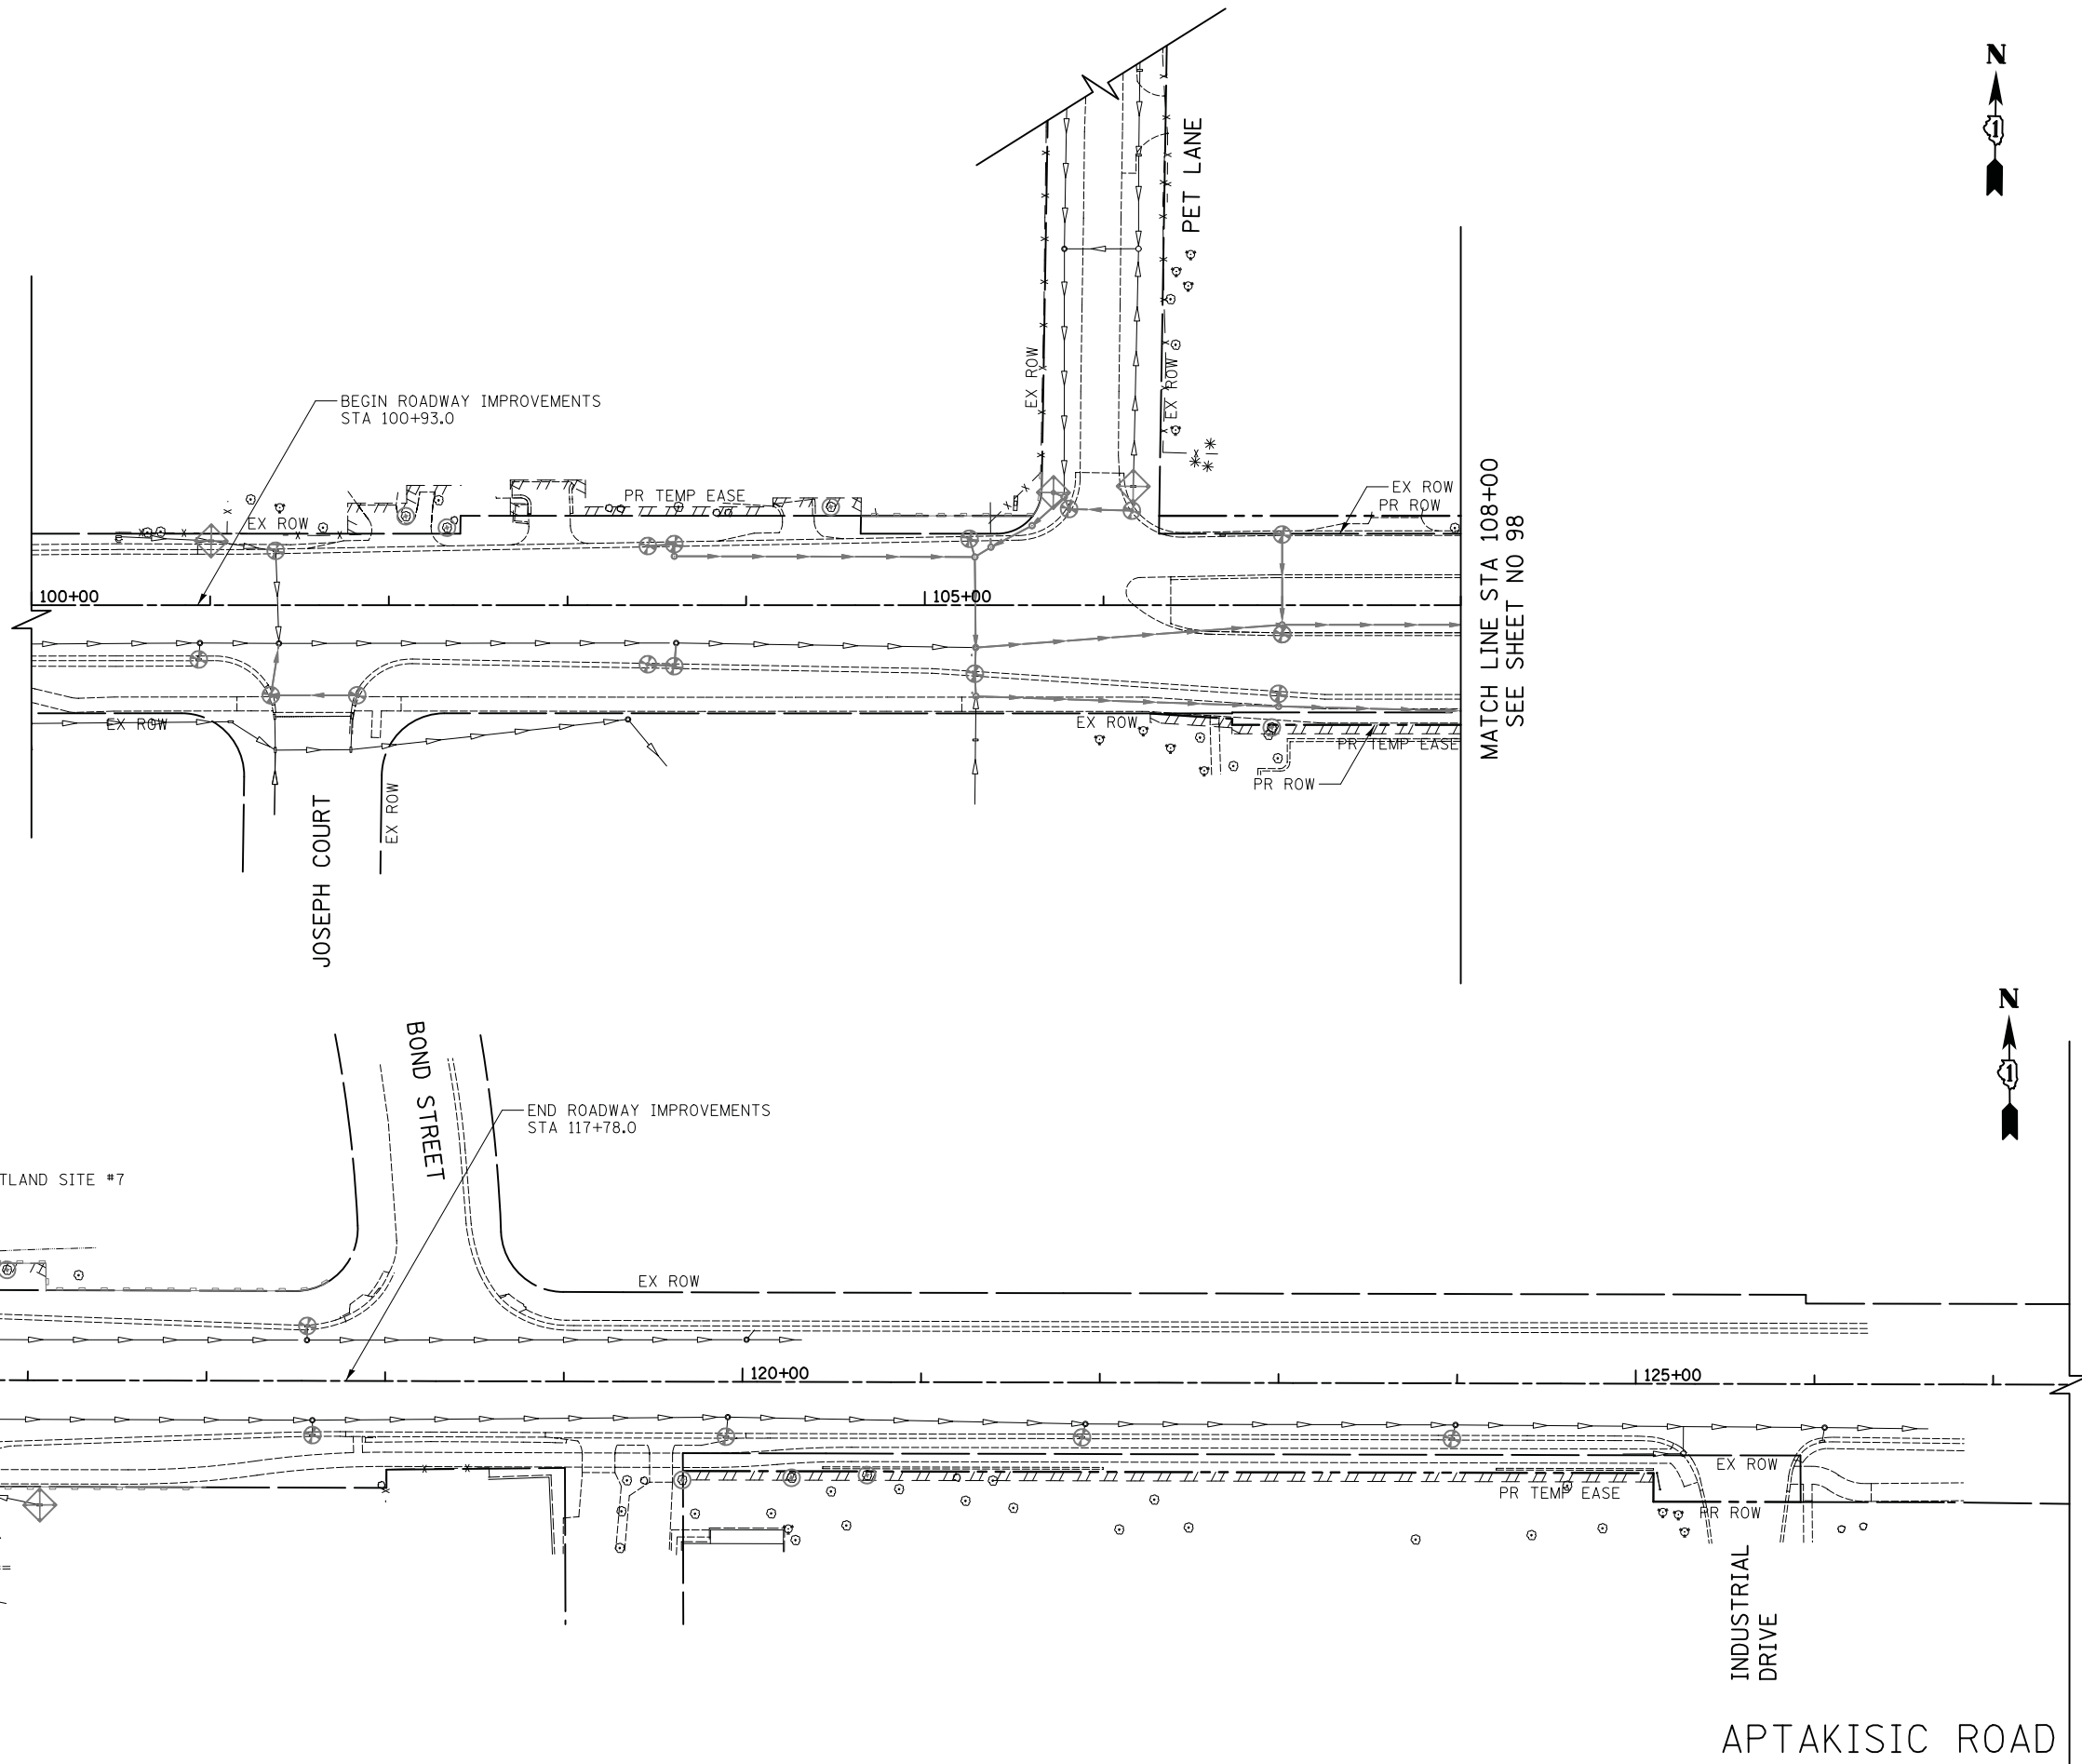 N
1
PET LANE
EX ROW
EX ROW
BEGIN ROADWAY IMPROVEMENTS
STA 100+93.0
PR TEMP EASE
EX ROW
EX ROW
PR ROW
100+00
105+00
MATCH LINE STA 108+00
SEE SHEET NO 98
EX ROW
EX ROW
PR TEMP EASE
PR ROW
EX ROW
JOSEPH COURT
N
1
BOND STREET
END ROADWAY IMPROVEMENTS
STA 117+78.0
TLAND SITE #7
EX ROW
120+00
125+00
EX ROW
PR TEMP EASE
PR ROW
INDUSTRIAL
DRIVE
APTAKISIC ROAD